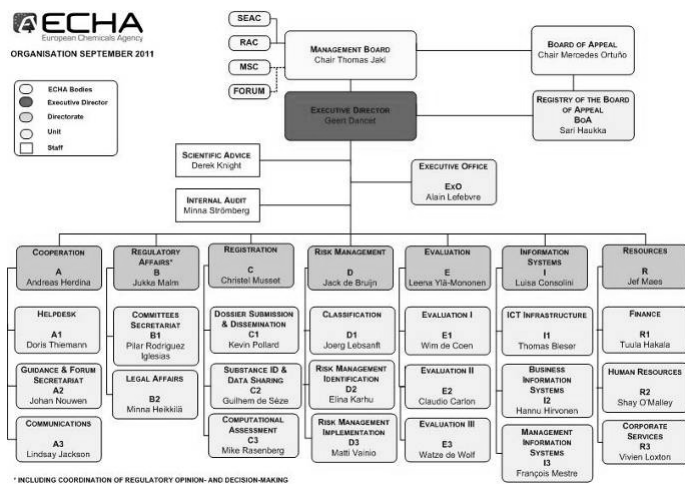 ECHA
European Chemicals Agency
ORGANISATION SEPTEMBER 2011
ECHA BODIES
EXECUTIVE DIRECTOR
DIRECTORATE
UNIT
STAFF
SEAC
RAC
MSC
FORUM
MANAGEMENT BOARD
Chair Thomas Jakl
BOARD OF APPEAL
Chair Mercedes Ortuño
EXECUTIVE DIRECTOR
Geert Dancet
REGISTRY OF THE BOARD
OF APPEAL
BOA
Sari Haukka
SCIENTIFIC ADVICE
Derek Knight
INTERNAL AUDIT
Minna Strömberg
EXECUTIVE OFFICE
EXO
Alain Lefebvre
COOPERATION
A
Andreas Herdina
REGULATORY
AFFAIRS*
B
Jukka Malm
REGISTRATION
C
Christel Musset
RISK MANAGEMENT
D
Jack de Bruijn
EVALUATION
E
Leena Ylä-Mononen
INFORMATION
SYSTEMS
I
Luisa Consolini
RESOURCES
R
Jef Maes
HELPDESK
A1
Doris Thiemann
COMMITTEES
SECRETARIAT
B1
Pilar Rodríguez
Iglesias
DOSSIER SUBMISSION
& DISSEMINATION
C1
Kevin Pollard
CLASSIFICATION
D1
Joerg Lebsanft
EVALUATION I
E1
Wim de Coen
ICT INFRASTRUCTURE
I1
Thomas Bleser
FINANCE
R1
Tuula Hakala
GUIDANCE & FORUM
SECRETARIAT
A2
Johan Nouwen
LEGAL AFFAIRS
B2
Minna Heikkilä
SUBSTANCE ID &
DATA SHARING
C2
Guilhem de Sèze
RISK MANAGEMENT
IDENTIFICATION
D2
Elina Karhu
EVALUATION II
E2
Claudio Carlon
BUSINESS
INFORMATION
SYSTEMS
I2
Hannu Hirvonen
HUMAN RESOURCES
R2
Shay O'Malley
COMMUNICATIONS
A3
Lindsay Jackson
COMPUTATIONAL
ASSESSMENT
C3
Mike Rasenberg
RISK MANAGEMENT
IMPLEMENTATION
D3
Matti Vainio
EVALUATION III
E3
Watze de Wolf
MANAGEMENT
INFORMATION
SYSTEMS
I3
François Mestre
CORPORATE
SERVICES
R3
Vivien Loxton
* INCLUDING COORDINATION OF REGULATORY OPINION- AND DECISION-MAKING